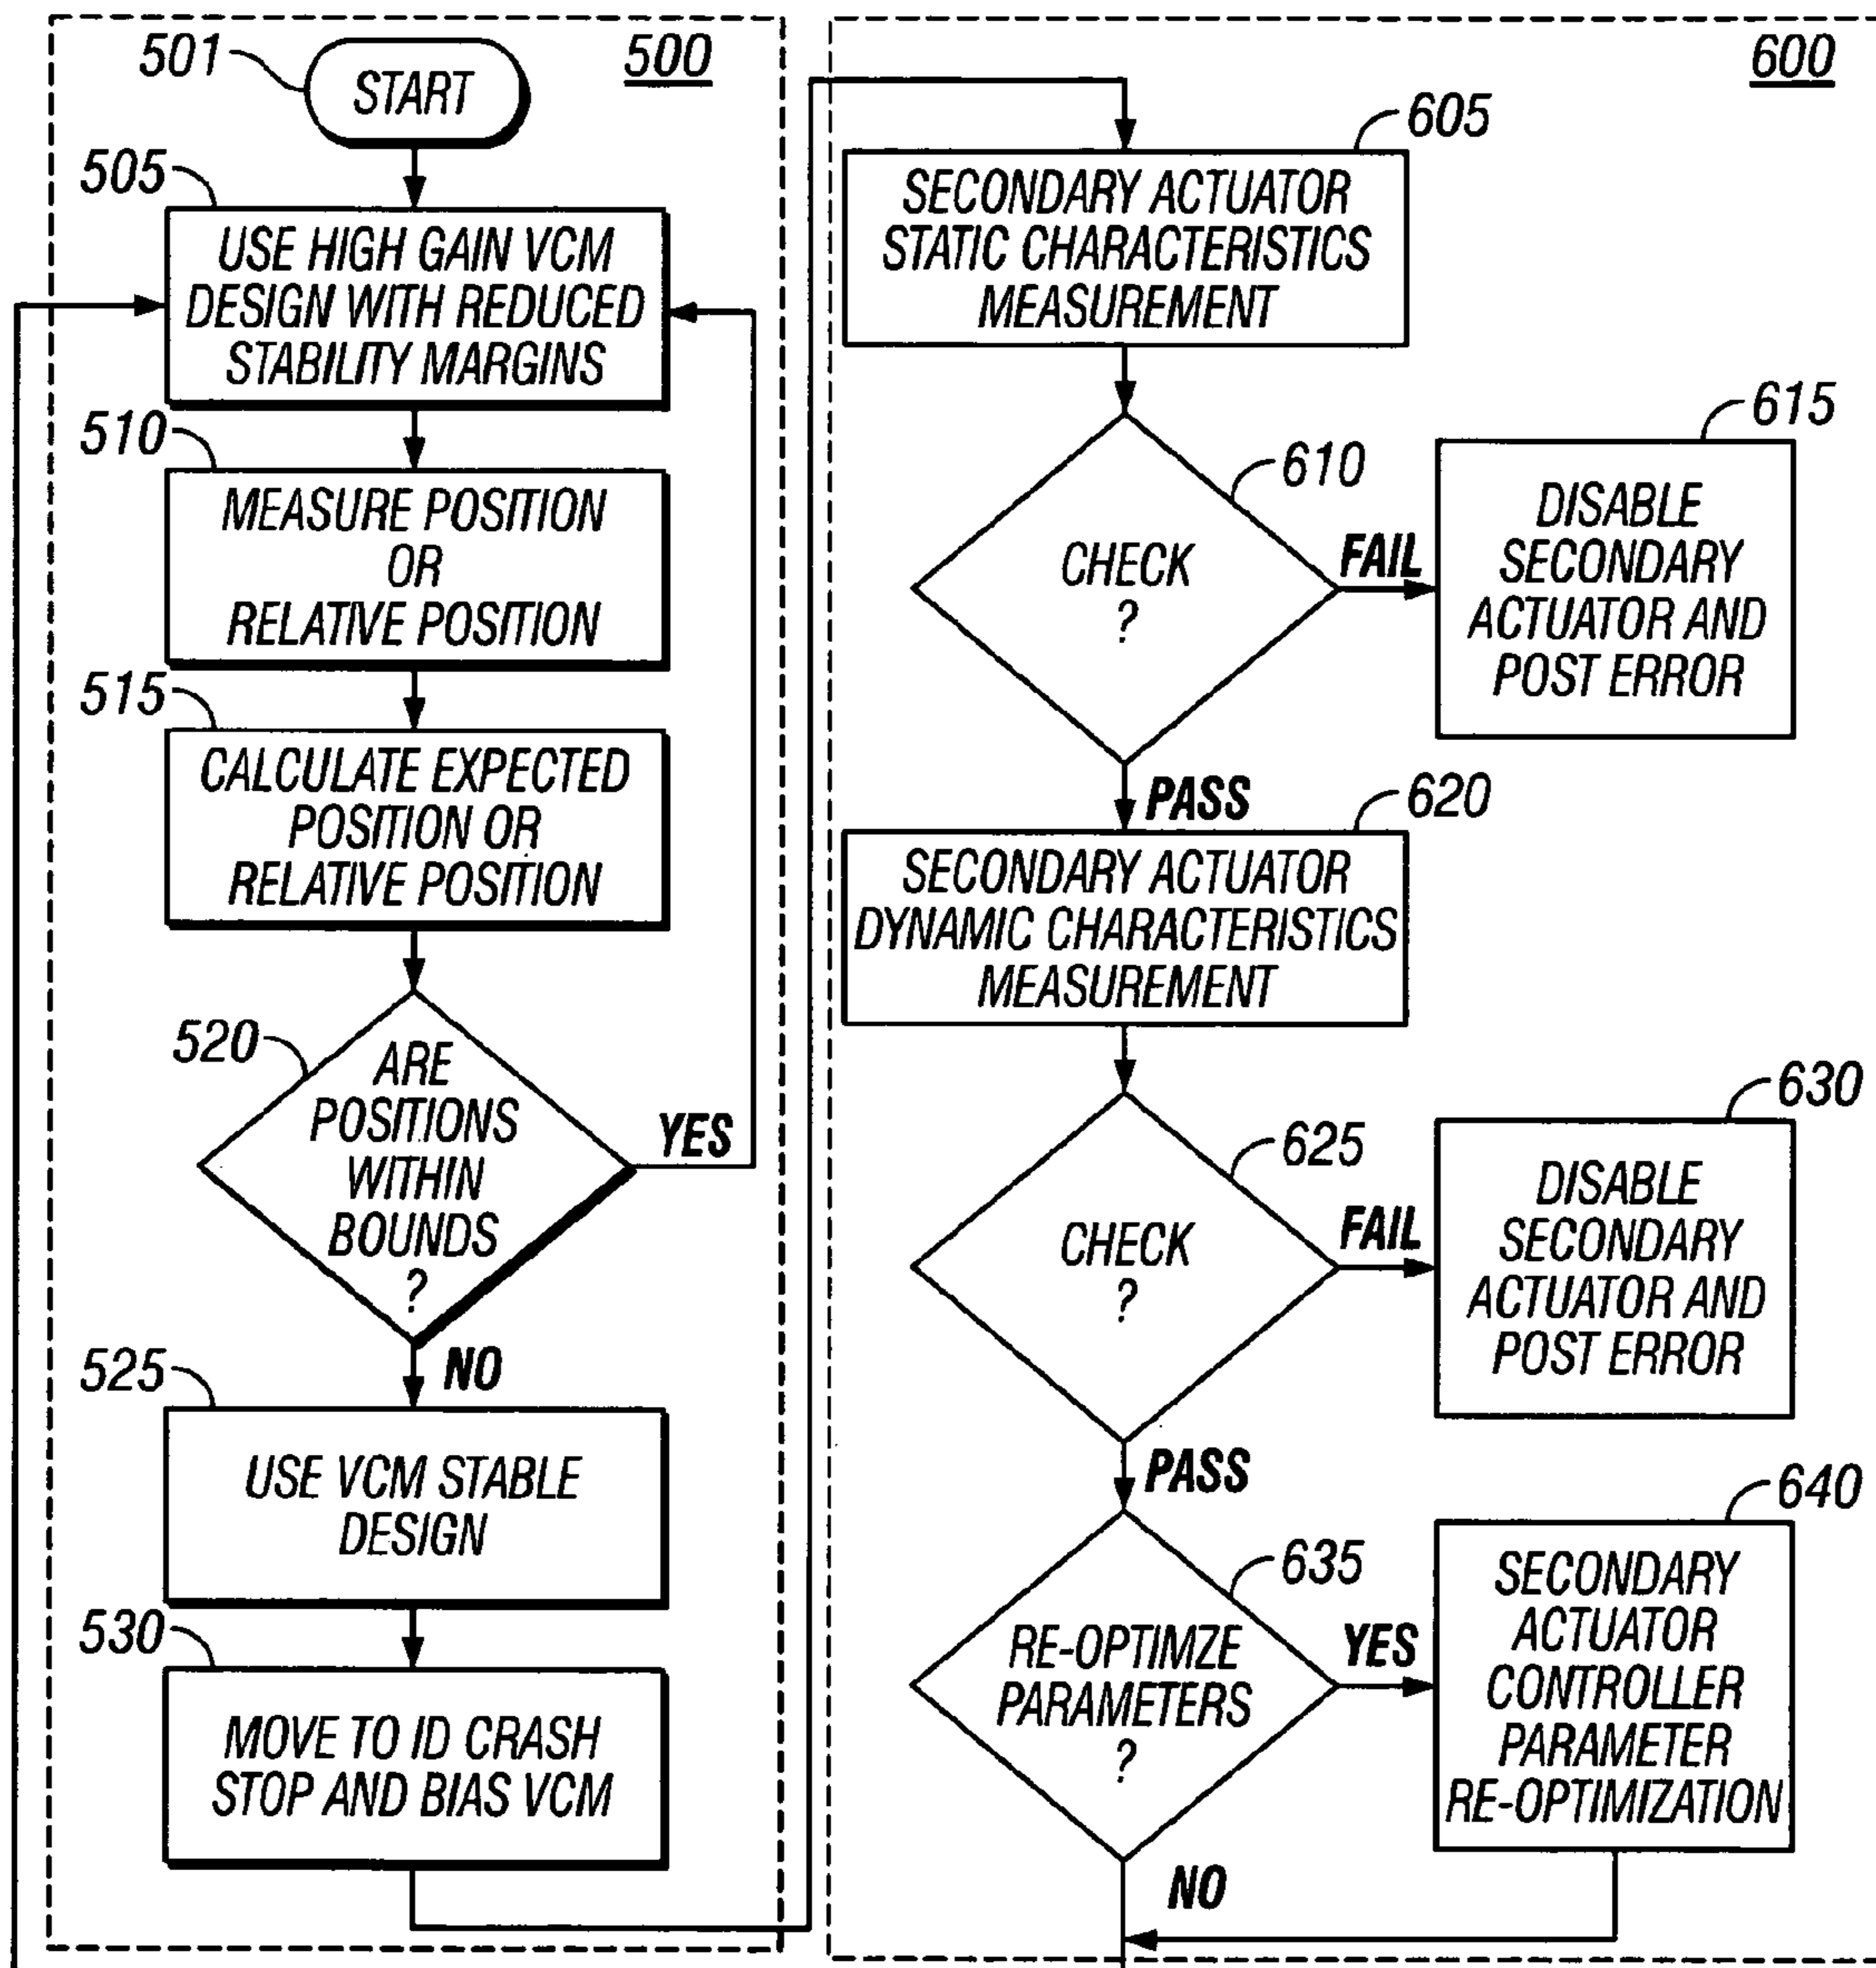 500
501
START
505
USE HIGH GAIN VCM
DESIGN WITH REDUCED
STABILITY MARGINS
510
MEASURE POSITION
OR
RELATIVE POSITION
515
CALCULATE EXPECTED
POSITION OR
RELATIVE POSITION
520
ARE
POSITIONS
WITHIN
BOUNDS
?
YES
NO
525
USE VCM STABLE
DESIGN
530
MOVE TO ID CRASH
STOP AND BIAS VCM
600
605
SECONDARY ACTUATOR
STATIC CHARACTERISTICS
MEASUREMENT
610
CHECK
?
FAIL
615
DISABLE
SECONDARY
ACTUATOR AND
POST ERROR
PASS
620
SECONDARY ACTUATOR
DYNAMIC CHARACTERISTICS
MEASUREMENT
625
CHECK
?
FAIL
630
DISABLE
SECONDARY
ACTUATOR AND
POST ERROR
PASS
635
RE-OPTIMZE
PARAMETERS
?
YES
640
SECONDARY
ACTUATOR
CONTROLLER
PARAMETER
RE-OPTIMIZATION
NO